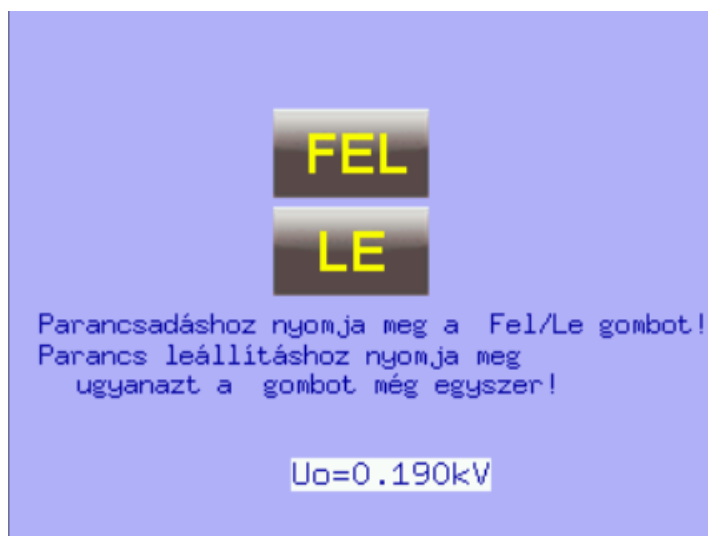 FEL
LE
Parancsadáshoz nyomja meg a Fel/Le gombot!
Parancs leállításhoz nyomja meg
ugyanazt a gombot még egyszer!
Uo=0.190kV